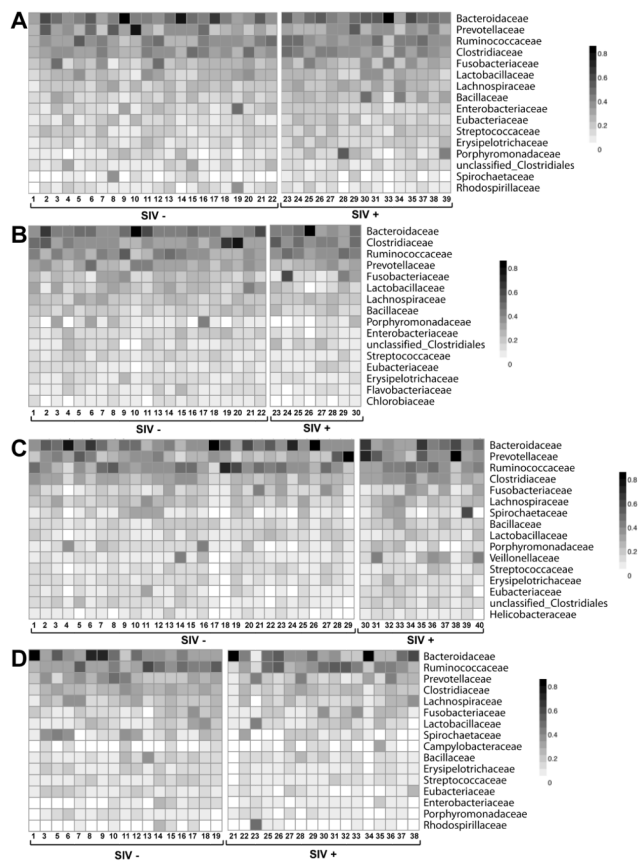 A
Bacteroidaceae
Prevotellaceae
Ruminococcaceae
Clostridiaceae
Fusobacteriaceae
Lactobacillaceae
Lachnospiraceae
Bacillaceae
Enterobacteriaceae
Eubacteriaceae
Streptococcaceae
Erysipelotrichaceae
Porphyromonadaceae
unclassified_Clostridiales
Spirochaetaceae
Rhodospirillaceae
0.8
0.6
0.4
0.2
0
1 2 3 4 5 6 7 8 9 10 11 12 13 14 15 16 17 18 19 20 21 22 23 24 25 26 27 28 29 30 31 33 34 35 37 38 39
SIV - SIV +
B
Bacteroidaceae
Clostridiaceae
Ruminococcaceae
Prevotellaceae
Fusobacteriaceae
Lactobacillaceae
Lachnospiraceae
Bacillaceae
Porphyromonadaceae
Enterobacteriaceae
unclassified_Clostridiales
Streptococcaceae
Eubacteriaceae
Erysipelotrichaceae
Flavobacteriaceae
Chlorobiaceae
0.8
0.6
0.4
0.2
0
1 2 3 4 5 6 7 8 9 10 11 12 13 14 15 16 17 18 19 20 21 22 23 24 25 26 27 28 29 30
SIV - SIV +
C
Bacteroidaceae
Prevotellaceae
Ruminococcaceae
Clostridiaceae
Fusobacteriaceae
Lachnospiraceae
Spirochaetaceae
Bacillaceae
Lactobacillaceae
Porphyromonadaceae
Veillonellaceae
Streptococcaceae
Erysipelotrichaceae
Eubacteriaceae
unclassified_Clostridiales
Helicobacteraceae
0.8
0.6
0.4
0.2
0
1 2 3 4 5 6 7 8 9 10 11 12 13 14 15 16 17 18 19 20 21 22 23 24 25 26 27 28 29 30 31 32 33 34 35 36 37 38 39 40
SIV - SIV +
D
Bacteroidaceae
Ruminococcaceae
Prevotellaceae
Clostridiaceae
Lachnospiraceae
Fusobacteriaceae
Lactobacillaceae
Spirochaetaceae
Campylobacteraceae
Bacillaceae
Erysipelotrichaceae
Streptococcaceae
Eubacteriaceae
Enterobacteriaceae
Porphyromonadaceae
Rhodospirillaceae
0.8
0.6
0.4
0.2
0
1 2 3 4 5 6 7 8 9 10 11 12 13 14 15 16 17 18 19 21 22 23 24 26 27 28 29 30 31 32 33 34 35 36 37 38
SIV - SIV +